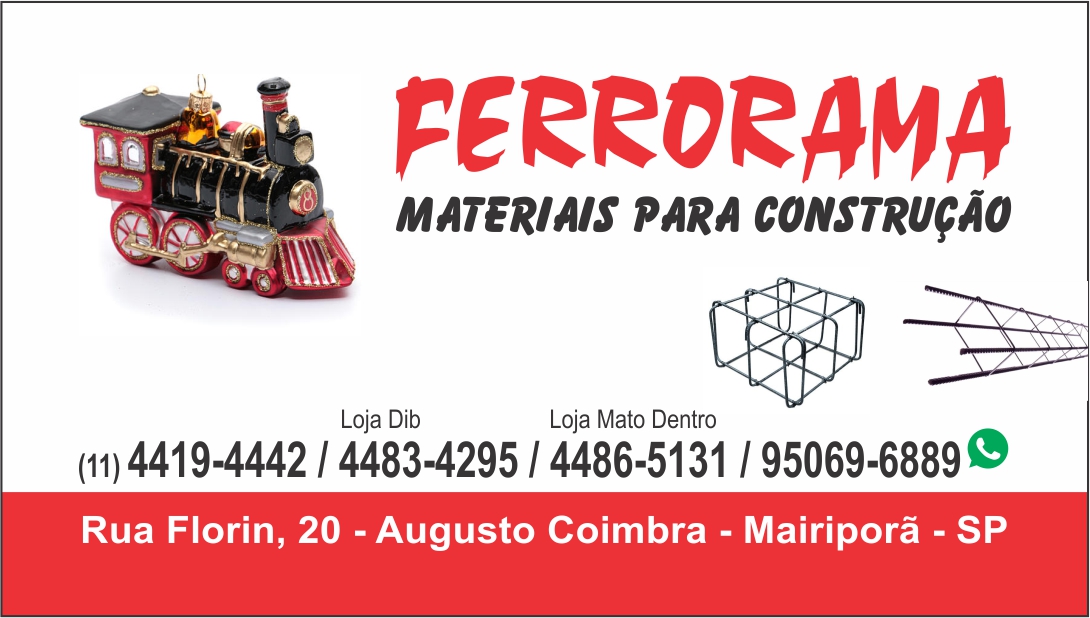 8
FERRORAMA
MATERIAIS PARA CONSTRUÇÃO
Loja Dib Loja Mato Dentro
(11) 4419-4442 / 4483-4295 / 4486-5131 / 95069-6889
Rua Florin, 20 - Augusto Coimbra - Mairiporã - SP